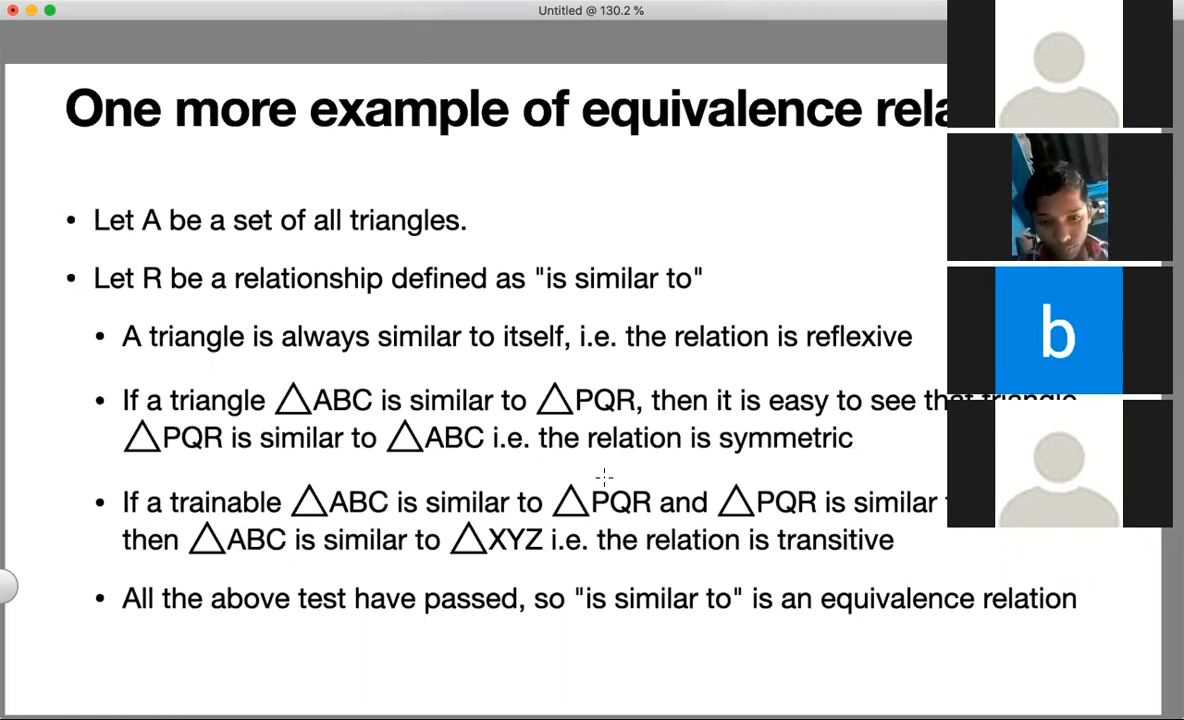 Untitled @ 130.2 %
One more example of equivalence rela
• Let A be a set of all triangles.
• Let R be a relationship defined as "is similar to"
• A triangle is always similar to itself, i.e. the relation is reflexive
• If a triangle △ABC is similar to △PQR, then it is easy to see that triangle
△PQR is similar to △ABC i.e. the relation is symmetric
• If a trainable △ABC is similar to △PQR and △PQR is similar
then △ABC is similar to △XYZ i.e. the relation is transitive
• All the above test have passed, so "is similar to" is an equivalence relation
b